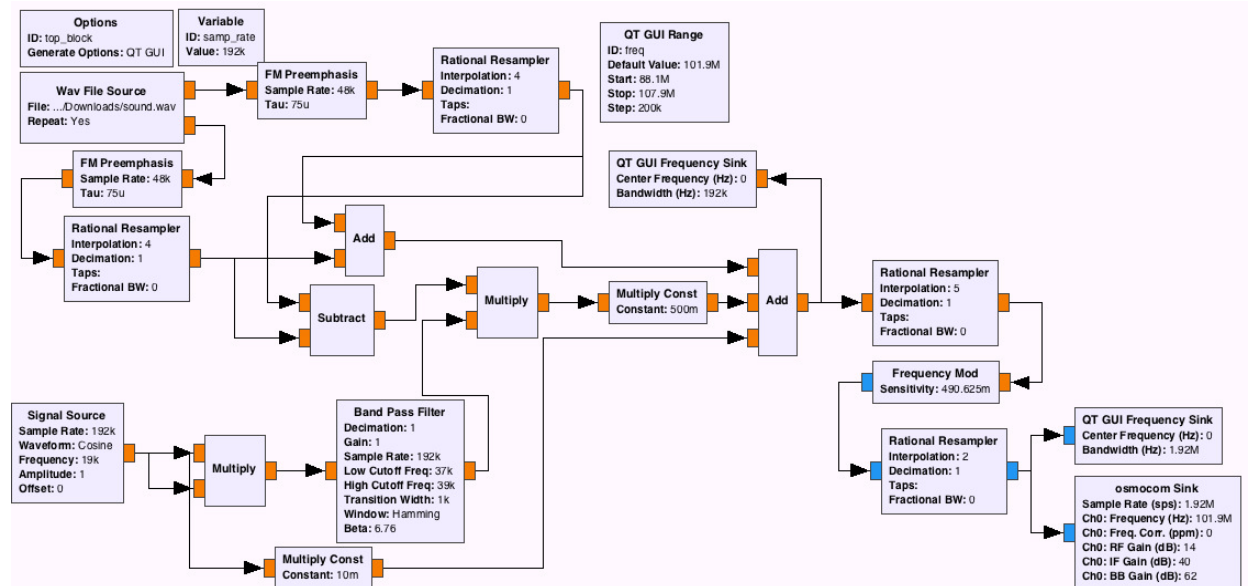 Options
ID: top_block
Generate Options: QT GUI
Variable
ID: samp_rate
Value: 192k
Wav File Source
File: .../Downloads/sound.wav
Repeat: Yes
FM Preemphasis
Sample Rate: 48k
Tau: 75u
Rational Resampler
Interpolation: 4
Decimation: 1
Taps:
Fractional BW: 0
QT GUI Range
ID: freq
Default Value: 101.9M
Start: 88.1M
Stop: 107.9M
Step: 200k
FM Preemphasis
Sample Rate: 48k
Tau: 75u
QT GUI Frequency Sink
Center Frequency (Hz): 0
Bandwidth (Hz): 192k
Rational Resampler
Interpolation: 4
Decimation: 1
Taps:
Fractional BW: 0
Add
Subtract
Multiply
Multiply Const
Constant: 500m
Add
Rational Resampler
Interpolation: 5
Decimation: 1
Taps:
Fractional BW: 0
Frequency Mod
Sensitivity: 490.625m
Signal Source
Sample Rate: 192k
Waveform: Cosine
Frequency: 19k
Amplitude: 1
Offset: 0
Multiply
Band Pass Filter
Decimation: 1
Gain: 1
Sample Rate: 192k
Low Cutoff Freq: 37k
High Cutoff Freq: 39k
Transition Width: 1k
Window: Hamming
Beta: 6.76
Multiply Const
Constant: 10m
Rational Resampler
Interpolation: 2
Decimation: 1
Taps:
Fractional BW: 0
QT GUI Frequency Sink
Center Frequency (Hz): 0
Bandwidth (Hz): 1.92M
osmocom Sink
Sample Rate (sps): 1.92M
Ch0: Frequency (Hz): 101.9M
Ch0: Freq. Corr. (ppm): 0
Ch0: RF Gain (dB): 14
Ch0: IF Gain (dB): 40
Ch0: BB Gain (dB): 62